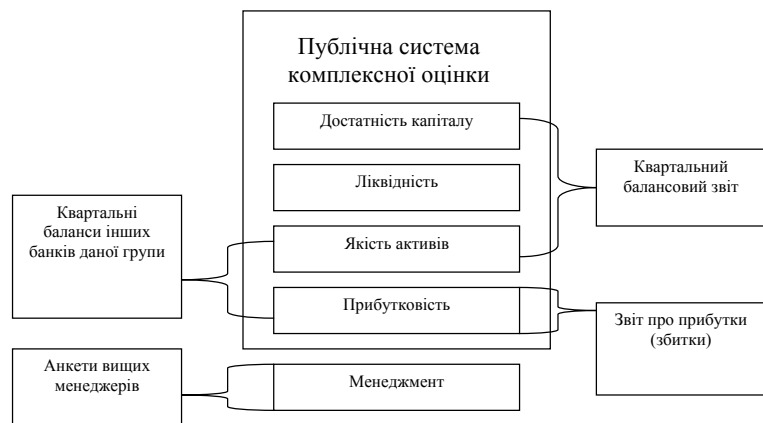 Публічна система
комплексної оцінки
Достатність капіталу
Ліквідність
Якість активів
Прибутковість
Менеджмент
Квартальні
баланси інших
банків даної групи
Анкети вищих
менеджерів
Квартальний
балансовий звіт
Звіт про прибутки
(збитки)